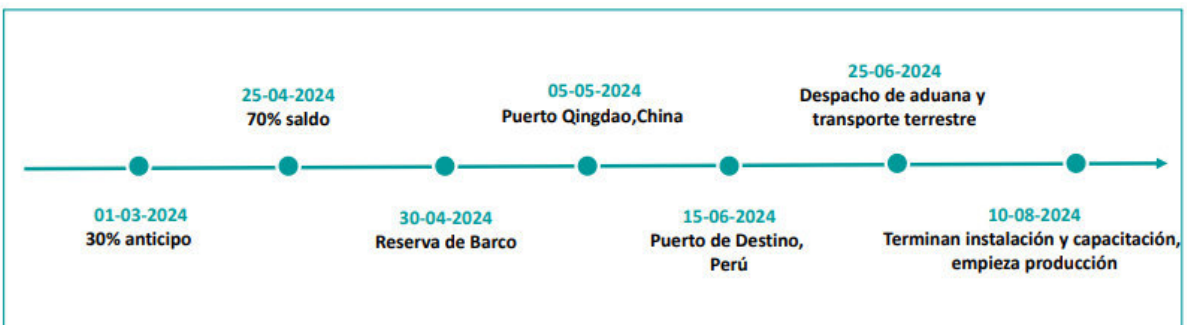 25-04-2024
70% saldo
05-05-2024
Puerto Qingdao,China
25-06-2024
Despacho de aduana y
transporte terrestre
01-03-2024
30% anticipo
30-04-2024
Reserva de Barco
15-06-2024
Puerto de Destino,
Perú
10-08-2024
Terminan instalación y capacitación,
empieza producción